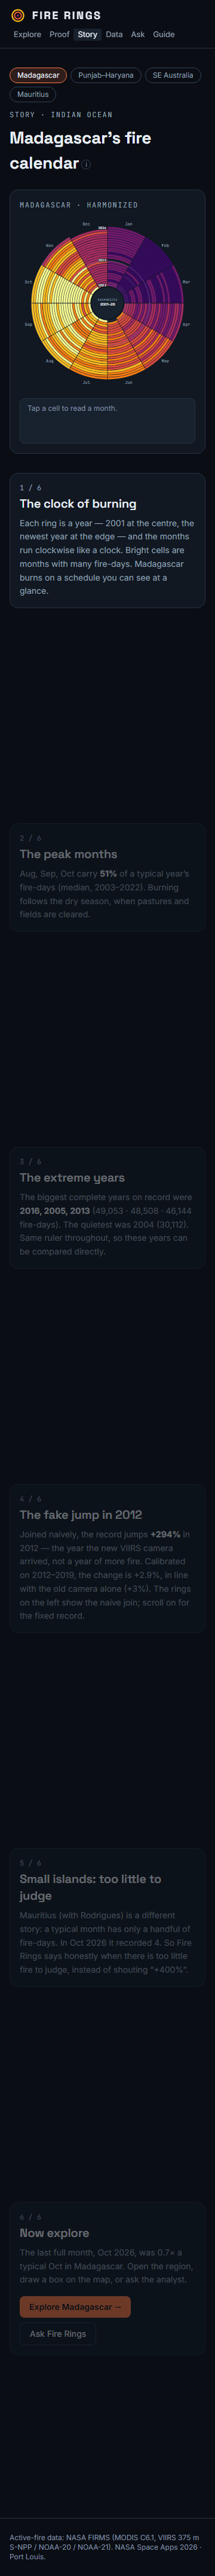 FIRE RINGS
Explore Proof Story Data Ask Guide
Madagascar Punjab–Haryana SE Australia
Mauritius
STORY · INDIAN OCEAN
Madagascar's fire
calendar
MADAGASCAR · HARMONIZED
Dec Jan
Nov Feb
Oct Mar
Sep Apr
Aug May
Jul Jun
Tap a cell to read a month.
1 / 6
The clock of burning
Each ring is a year — 2001 at the centre, the
newest year at the edge — and the months
run clockwise like a clock. Bright cells are
months with many fire-days. Madagascar
burns on a schedule you can see at a
glance.
2 / 6
The peak months
Aug, Sep, Oct carry 51% of a typical year's
fire-days (median, 2003–2022). Burning
follows the dry season, when pastures and
fields are cleared.
3 / 6
The extreme years
The biggest complete years on record were
2016, 2005, 2013 (49,053 · 48,508 · 46,144
fire-days). The quietest was 2004 (30,112).
Same ruler throughout, so these years can
be compared directly.
4 / 6
The fake jump in 2012
Joined naively, the record jumps +294% in
2012 — the year the new VIIRS camera
arrived, not a year of more fire. Calibrated
on 2012–2019, the change is +2.9%, in line
with the old camera alone (+3%). The rings
on the left show the naive join; scroll on for
the fixed record.
5 / 6
Small islands: too little to
judge
Mauritius (with Rodrigues) is a different
story: a typical month has only a handful of
fire-days. In Oct 2026 it recorded 4. So Fire
Rings says honestly when there is too little
fire to judge, instead of shouting "+400%".
6 / 6
Now explore
The last full month, Oct 2026, was 0.7× a
typical Oct in Madagascar. Open the region,
draw a box on the map, or ask the analyst.
Explore Madagascar →
Ask Fire Rings
Active-fire data: NASA FIRMS (MODIS C6.1, VIIRS 375 m
S-NPP / NOAA-20 / NOAA-21). NASA Space Apps 2026 ·
Port Louis.